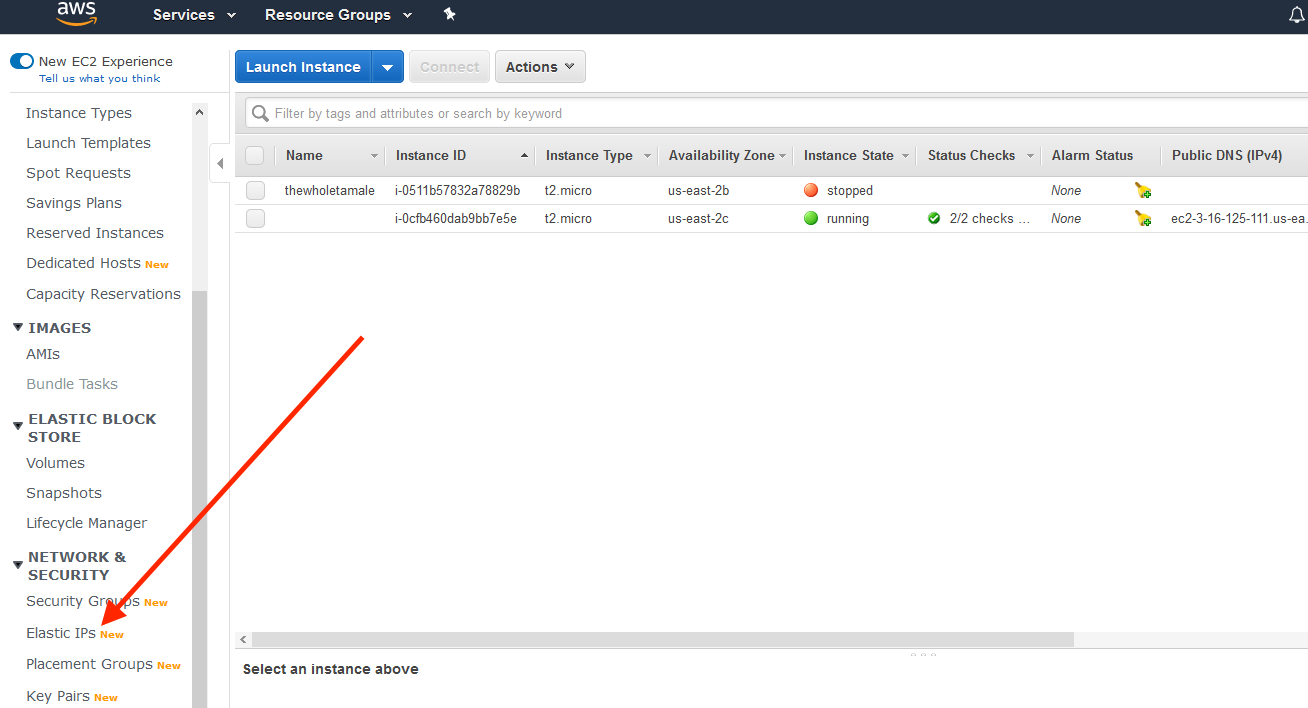 aws Services Resource Groups
New EC2 Experience
Tell us what you think
Instance Types
Launch Templates
Spot Requests
Savings Plans
Reserved Instances
Dedicated Hosts New
Capacity Reservations
IMAGES
AMIs
Bundle Tasks
ELASTIC BLOCK
STORE
Volumes
Snapshots
Lifecycle Manager
NETWORK &
SECURITY
Security Groups New
Elastic IPs New
Placement Groups New
Key Pairs New
Launch Instance Connect Actions
Filter by tags and attributes or search by keyword
Name Instance ID Instance Type Availability Zone Instance State Status Checks Alarm Status Public DNS (IPv4)
thewholetamale i-0511b57832a78829b t2.micro us-east-2b stopped None
i-0cfb460dab9bb7e5e t2.micro us-east-2c running 2/2 checks … None ec2-3-16-125-111.us-ea.
Select an instance above